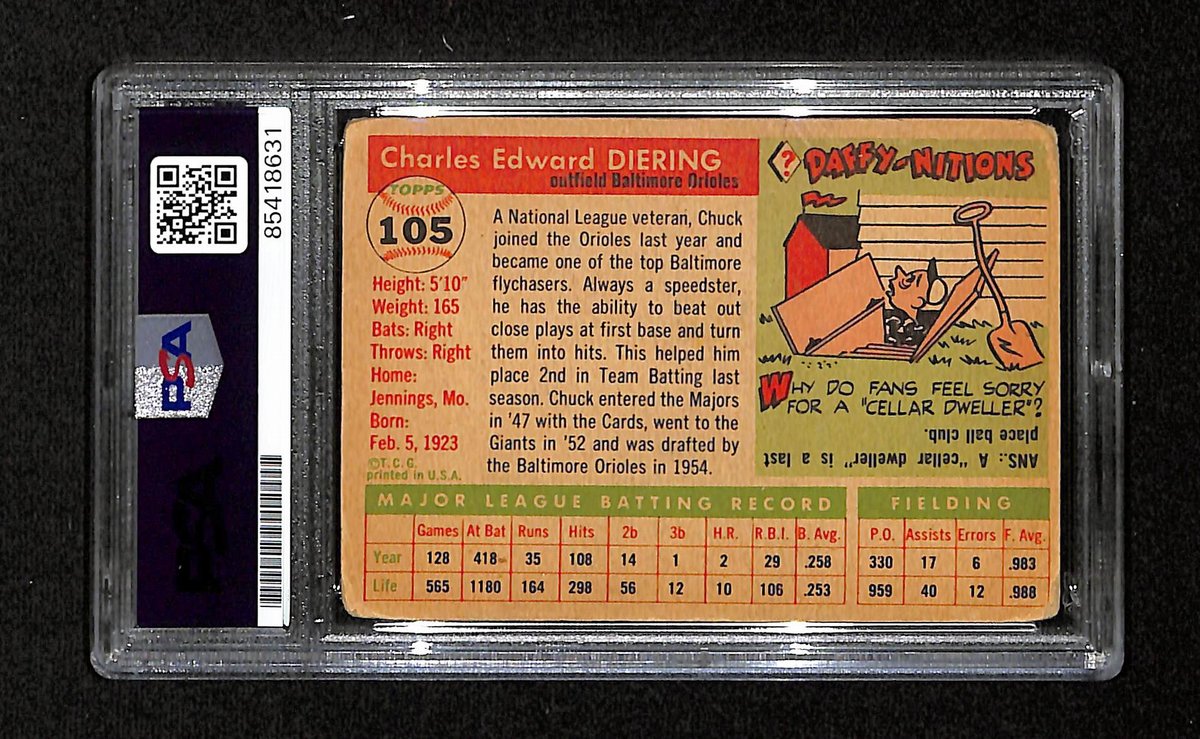 85418631
PSA
PSA
Charles Edward DIERING
outfield Baltimore Orioles
TOPPS
105
Height: 5'10"
Weight: 165
Bats: Right
Throws: Right
Home:
Jennings, Mo.
Born:
Feb. 5, 1923
©T. C. G.
printed in U.S.A.
A National League veteran, Chuck
joined the Orioles last year and
became one of the top Baltimore
flychasers. Always a speedster,
he has the ability to beat out
close plays at first base and turn
them into hits. This helped him
place 2nd in Team Batting last
season. Chuck entered the Majors
in '47 with the Cards, went to the
Giants in '52 and was drafted by
the Baltimore Orioles in 1954.
? DAFFY-NITIONS
WHY DO FANS FEEL SORRY
FOR A "CELLAR DWELLER"?
ANS.: A "cellar dweller" is a last
place ball club.
MAJOR LEAGUE BATTING RECORD FIELDING
Games At Bat Runs Hits 2b 3b H.R. R.B.I. B. Avg. P.O. Assists Errors F. Avg.
Year 128 418 35 108 14 1 2 29 .258 330 17 6 .983
Life 565 1180 164 298 56 12 10 106 .253 959 40 12 .988